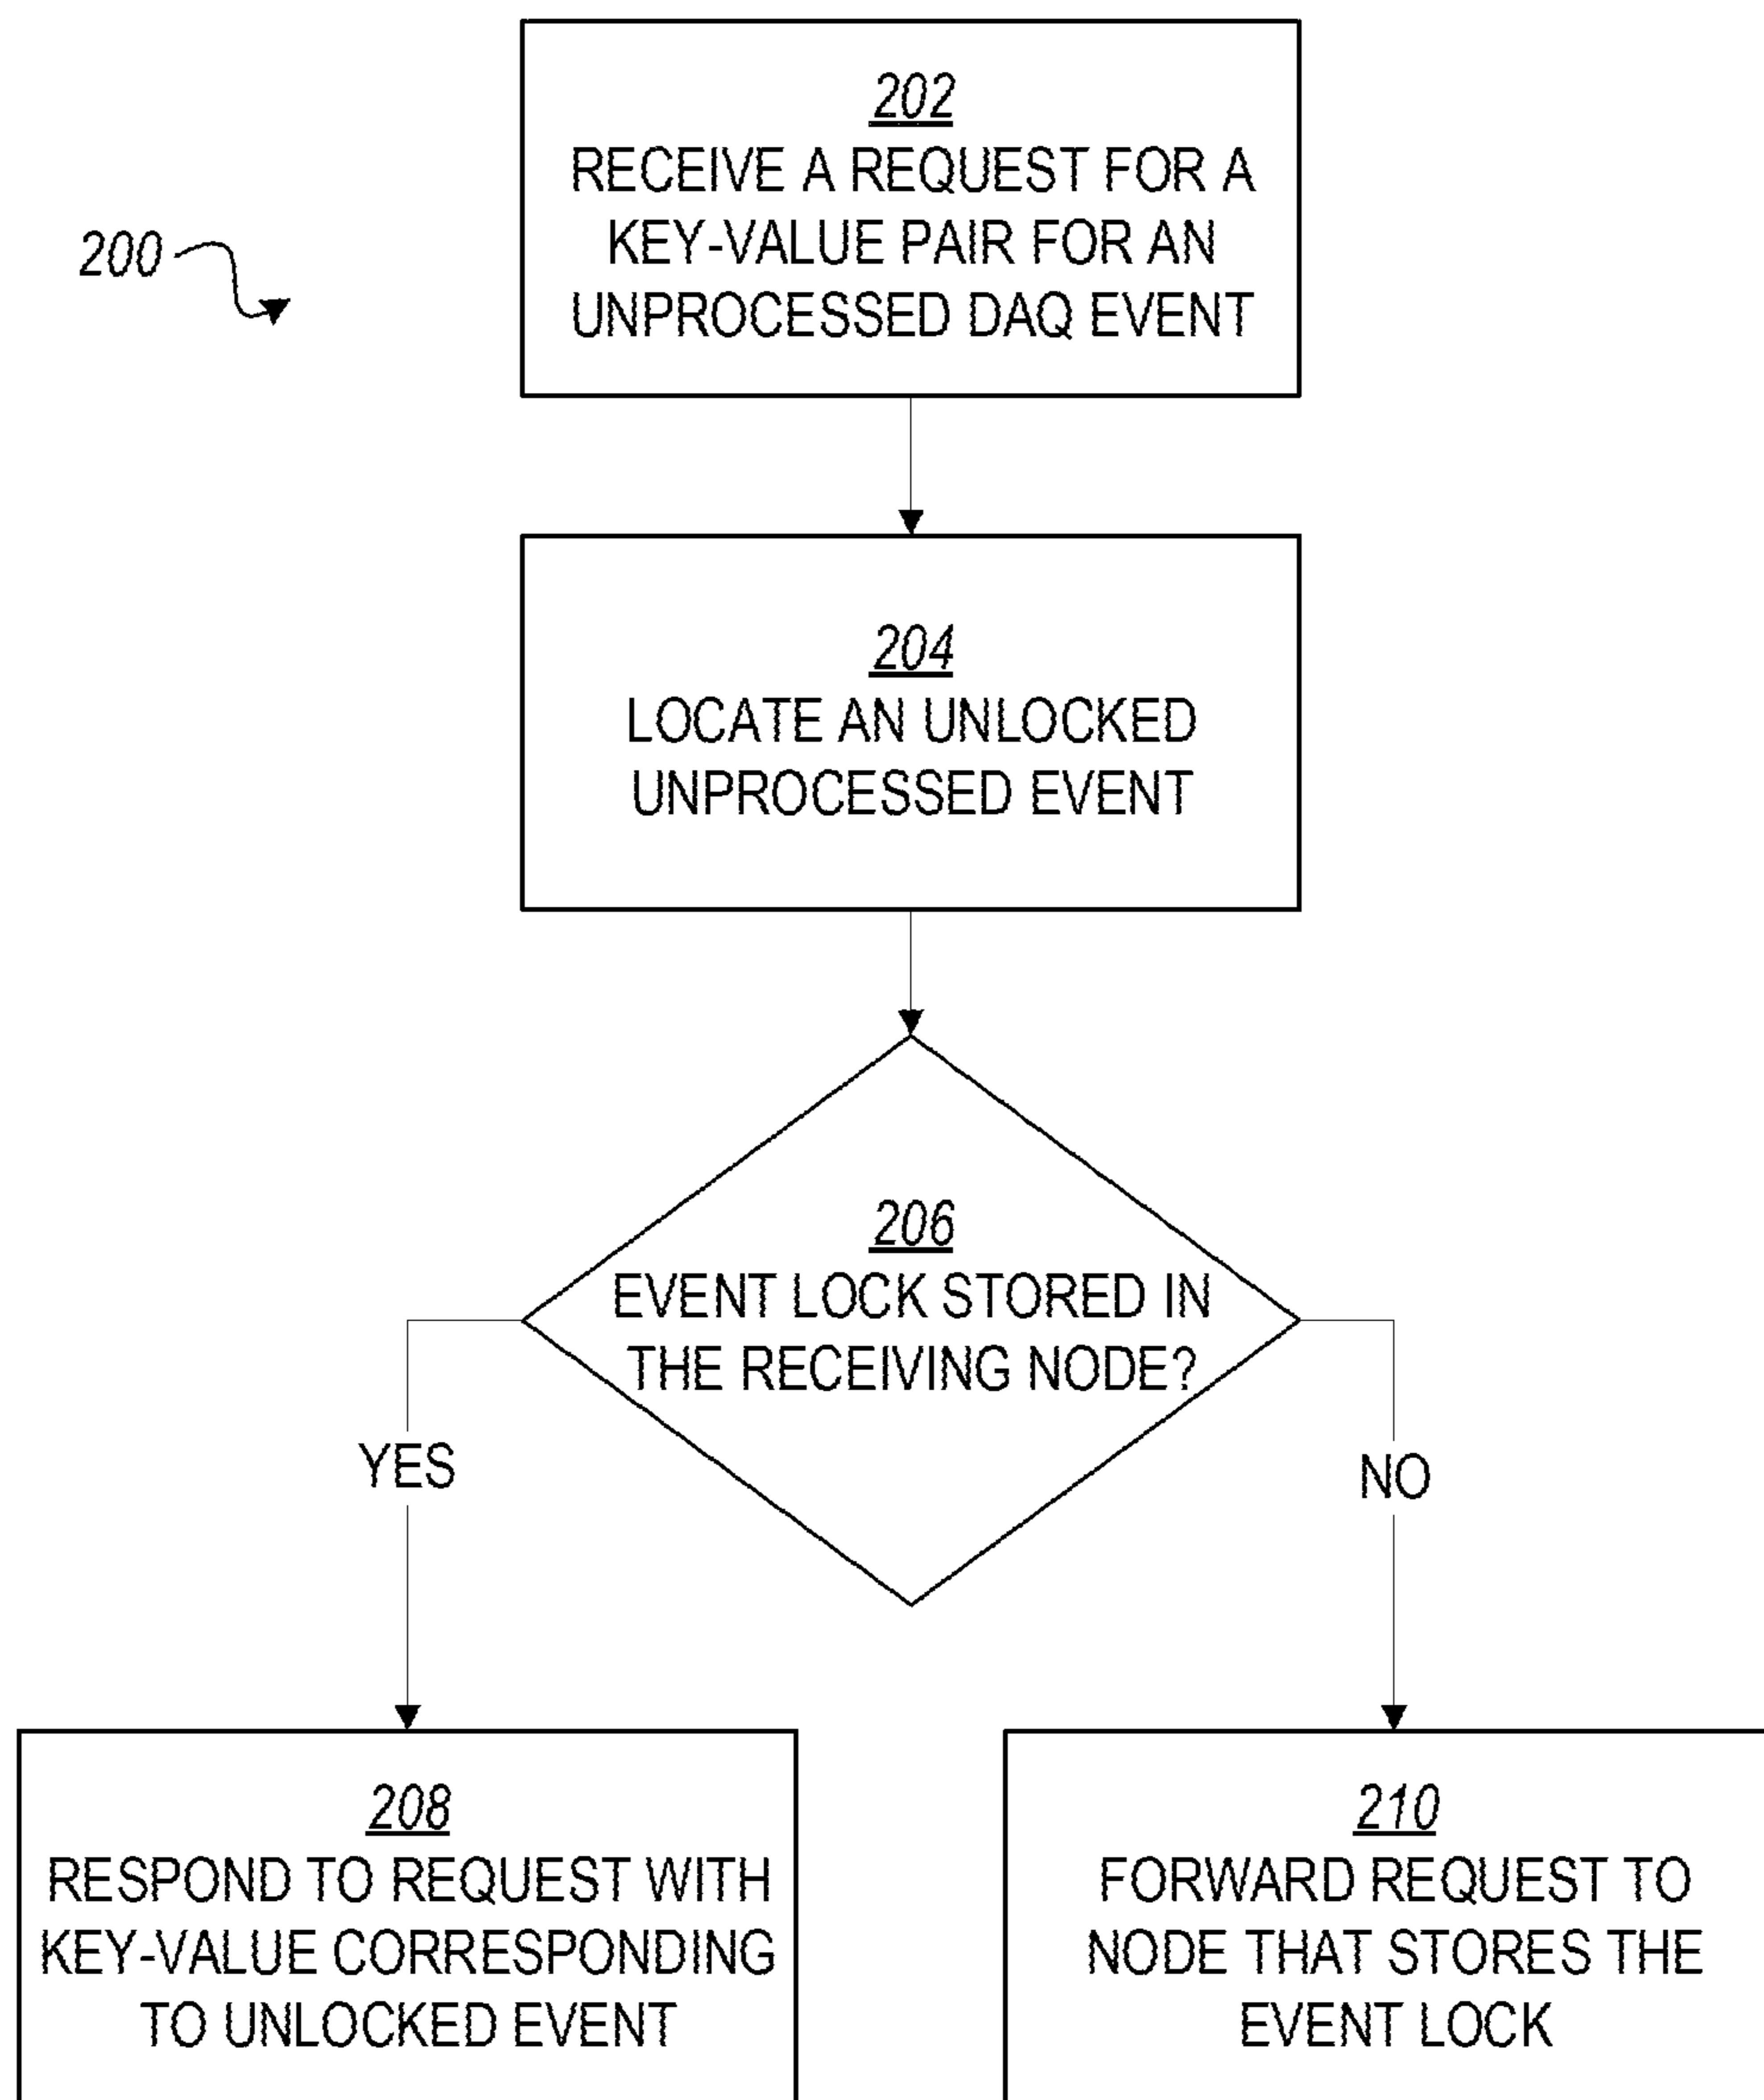 202
RECEIVE A REQUEST FOR A
KEY-VALUE PAIR FOR AN
UNPROCESSED DAQ EVENT
200
204
LOCATE AN UNLOCKED
UNPROCESSED EVENT
206
EVENT LOCK STORED IN
THE RECEIVING NODE?
YES
NO
208
RESPOND TO REQUEST WITH
KEY-VALUE CORRESPONDING
TO UNLOCKED EVENT
210
FORWARD REQUEST TO
NODE THAT STORES THE
EVENT LOCK